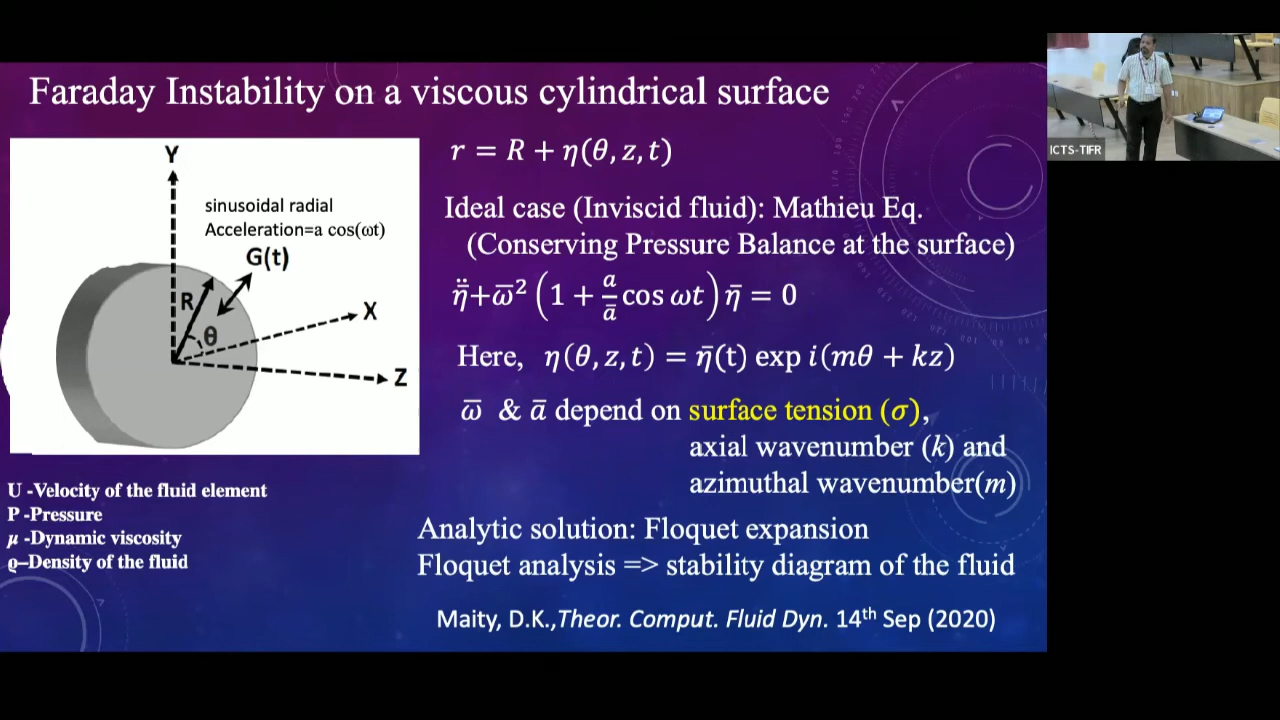 Faraday Instability on a viscous cylindrical surface
Y
sinusoidal radial
Acceleration=a cos(ωt)
G(t)
R
X
θ
Z
r = R + η(θ, z, t)
Ideal case (Inviscid fluid): Mathieu Eq.
(Conserving Pressure Balance at the surface)
η̈+ω̅² (1 + a/a̅ cos ωt) η̅ = 0
Here, η(θ, z, t) = η̅(t) exp i(mθ + kz)
ω̅ & a̅ depend on surface tension (σ),
axial wavenumber (k) and
azimuthal wavenumber(m)
U -Velocity of the fluid element
P -Pressure
μ -Dynamic viscosity
ϱ–Density of the fluid
Analytic solution: Floquet expansion
Floquet analysis => stability diagram of the fluid
Maity, D.K.,Theor. Comput. Fluid Dyn. 14th Sep (2020)
ICTS-TIFR